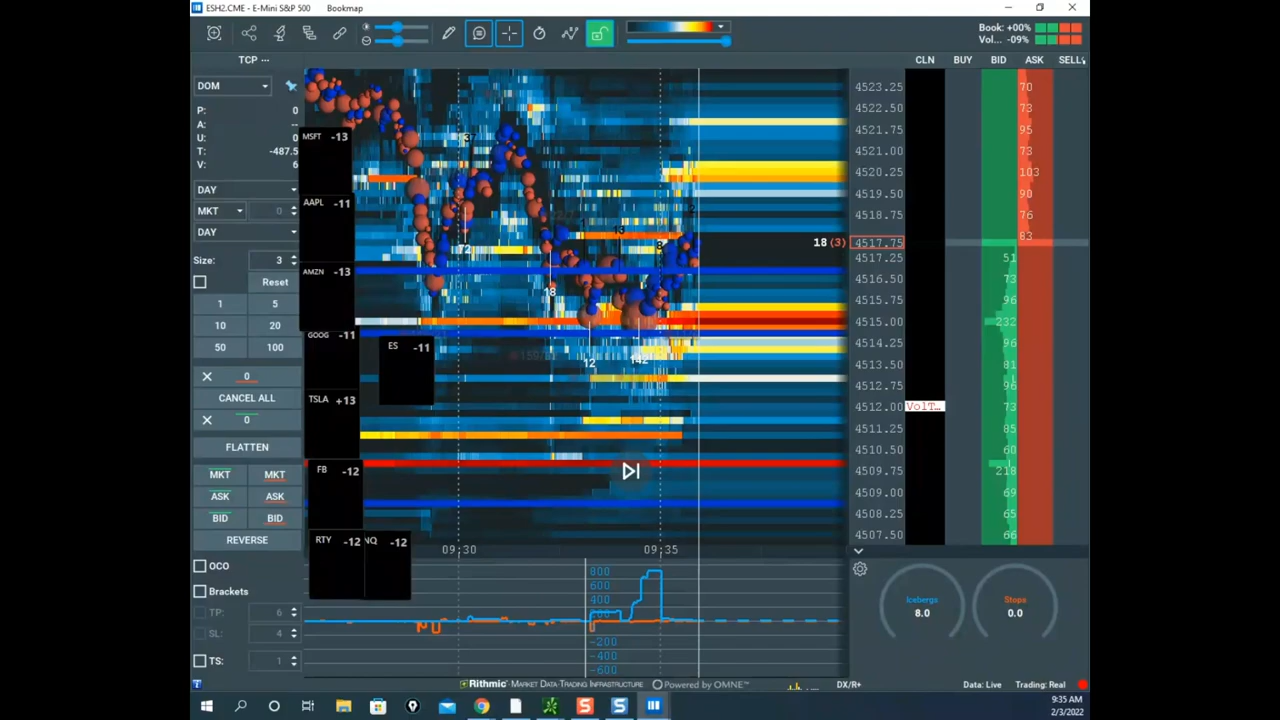 ESH2.CME - E-Mini S&P 500 Bookmap
Book: +00%
Vol... -09%
TCP ...
CLN BUY BID ASK SELL
DOM
P: 0
A: --
U: 0
T: -487.5
V: 6
DAY
MKT 0
DAY
Size: 3
Reset
1 5
10 20
50 100
0
CANCEL ALL
0
FLATTEN
MKT MKT
ASK ASK
BID BID
REVERSE
OCO
Brackets
TP: 6
SL: 4
TS: 1
MSFT -13
AAPL -11
AMZN -13
GOOG -11
ES -11
TSLA +13
FB -12
RTY -12
NQ -12
72
18
12
142
18 (3)
4523.25 70
4522.50 73
4521.75 95
4521.00 73
4520.25 103
4519.50 90
4518.75 76
83
4517.75
4517.25 51
4516.50 73
4515.75 96
4515.00 232
4514.25 96
4513.50 81
4512.75 96
4512.00 VolT... 73
4511.25 85
4510.50 60
4509.75 218
4509.00 69
4508.25 65
4507.50 66
09:30 09:35
800
600
400
-200
-400
-600
Icebergs
8.0
Stops
0.0
Rithmic Market Data•Trading Infrastructure
Powered by OMNE™
DX/R+
Data: Live
Trading: Real
9:35 AM
2/3/2022